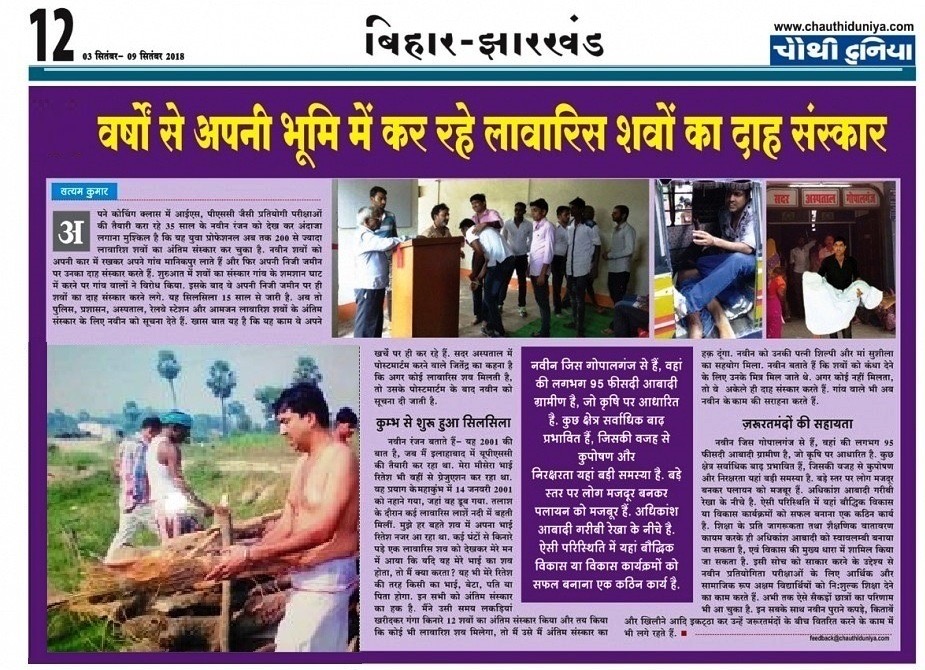 12
03 सितंबर– 09 सितंबर 2018
बिहार-झारखंड
www.chauthiduniya.com
चौथी दुनिया
वर्षों से अपनी भूमि में कर रहे लावारिस शवों का दाह संस्कार
सत्यम कुमार
अपने कोचिंग क्लास में आईएस, पीएससी जैसी प्रतियोगी परीक्षाओं
की तैयारी करा रहे 35 साल के नवीन रंजन को देख कर अंदाजा
लगाना मुश्किल है कि यह युवा प्रोफेशनल अब तक 200 से ज्यादा
लावारिश शवों का अंतिम संस्कार कर चुका है. नवीन शवों को
अपनी कार में रखकर अपने गांव मानिकपुर लाते हैं और फिर अपनी निजी जमीन
पर उनका दाह संस्कार करते हैं. शुरुआत में शवों का संस्कार गांव के शमशान घाट
में करने पर गांव वालों ने विरोध किया. इसके बाद वे अपनी निजी जमीन पर ही
शवों का दाह संस्कार करने लगे. यह सिलसिला 15 साल से जारी है. अब तो
पुलिस, प्रशासन, अस्पताल, रेलवे स्टेशन और आमजन लावारिश शवों के अंतिम
संस्कार के लिए नवीन को सूचना देते हैं. खास बात यह है कि यह काम वे अपने
सदर अस्पताल गोपालगंज
खर्चे पर ही कर रहे हैं. सदर अस्पताल में
पोस्टमार्टम करने वाले जितेंद्र का कहना है
कि अगर कोई लावारिस शव मिलती है,
तो उसके पोस्टमार्टम के बाद नवीन को
सूचना दी जाती है.
कुम्भ से शुरू हुआ सिलसिला
नवीन रंजन बताते हैं– यह 2001 की
बात है, जब मैं इलाहाबाद में यूपीएससी
की तैयारी कर रहा था. मेरा मौसेरा भाई
रितेश भी वहीं से ग्रेजुएशन कर रहा था.
वह प्रयाग के महाकुंभ में 14 जनवरी 2001
को नहाने गया, जहां वह डूब गया. तलाश
के दौरान कई लावारिस लाशें नदी में बहती
मिलीं. मुझे हर बहते शव में अपना भाई
रितेश नजर आ रहा था. कई घंटों से किनारे
पड़े एक लावारिस शव को देखकर मेरे मन
में आया कि यदि यह मेरे भाई का शव
होता, तो मैं क्या करता? यह भी मेरे रितेश
की तरह किसी का भाई, बेटा, पति या
पिता होगा. इन सभी को अंतिम संस्कार
का हक है. मैंने उसी समय लकड़ियां
खरीदकर गंगा किनारे 12 शवों का अंतिम संस्कार किया और तय किया
कि कोई भी लावारिश शव मिलेगा, तो मैं उसे मैं अंतिम संस्कार का
नवीन जिस गोपालगंज से हैं, वहां
की लगभग 95 फीसदी आबादी
ग्रामीण है, जो कृषि पर आधारित
है. कुछ क्षेत्र सर्वाधिक बाढ़
प्रभावित हैं, जिसकी वजह से
कुपोषण और
निरक्षरता यहां बड़ी समस्या है. बड़े
स्तर पर लोग मजदूर बनकर
पलायन को मजबूर हैं. अधिकांश
आबादी गरीबी रेखा के नीचे है.
ऐसी परिस्थिति में यहां बौद्धिक
विकास या विकास कार्यक्रमों को
सफल बनाना एक कठिन कार्य है.
हक़ दूंगा. नवीन को उनकी पत्नी शिल्पी और मां सुशीला
का सहयोग मिला. नवीन बताते हैं कि शवों को कंधा देने
के लिए उनके मित्र मिल जाते थे. अगर कोई नहीं मिलता,
तो वे अकेले ही दाह संस्कार करते हैं. गांव वाले भी अब
नवीन के काम की सराहना करते हैं.
ज़रूरतमंदों की सहायता
नवीन जिस गोपालगंज से हैं, वहां की लगभग 95
फीसदी आबादी ग्रामीण है, जो कृषि पर आधारित है. कुछ
क्षेत्र सर्वाधिक बाढ़ प्रभावित हैं, जिसकी वजह से कुपोषण
और निरक्षरता यहां बड़ी समस्या है. बड़े स्तर पर लोग मजदूर
बनकर पलायन को मजबूर हैं. अधिकांश आबादी गरीबी
रेखा के नीचे है. ऐसी परिस्थिति में यहां बौद्धिक विकास
या विकास कार्यक्रमों को सफल बनाना एक कठिन कार्य
है. शिक्षा के प्रति जागरूकता तथा शैक्षणिक वातावरण
कायम करके ही अधिकांश आबादी को स्वावलम्बी बनाया
जा सकता है, एवं विकास की मुख्य धारा में शामिल किया
जा सकता है. इसी सोच को साकार करने के उद्देश्य से
नवीन प्रतियोगिता परीक्षाओं के लिए आर्थिक और
सामाजिक रूप अक्षम विद्यार्थियों को नि:शुल्क शिक्षा देने
का काम करते हैं. अभी तक ऐसे सैकड़ों छात्रों का परिणाम
भी आ चुका है. इन सबके साथ नवीन पुराने कपड़े, किताबें
और खिलौने आदि इकट्ठा कर उन्हें जरूरतमंदों के बीच वितरित करने के काम में
भी लगे रहते हैं.
feedback@chauthiduniya.com